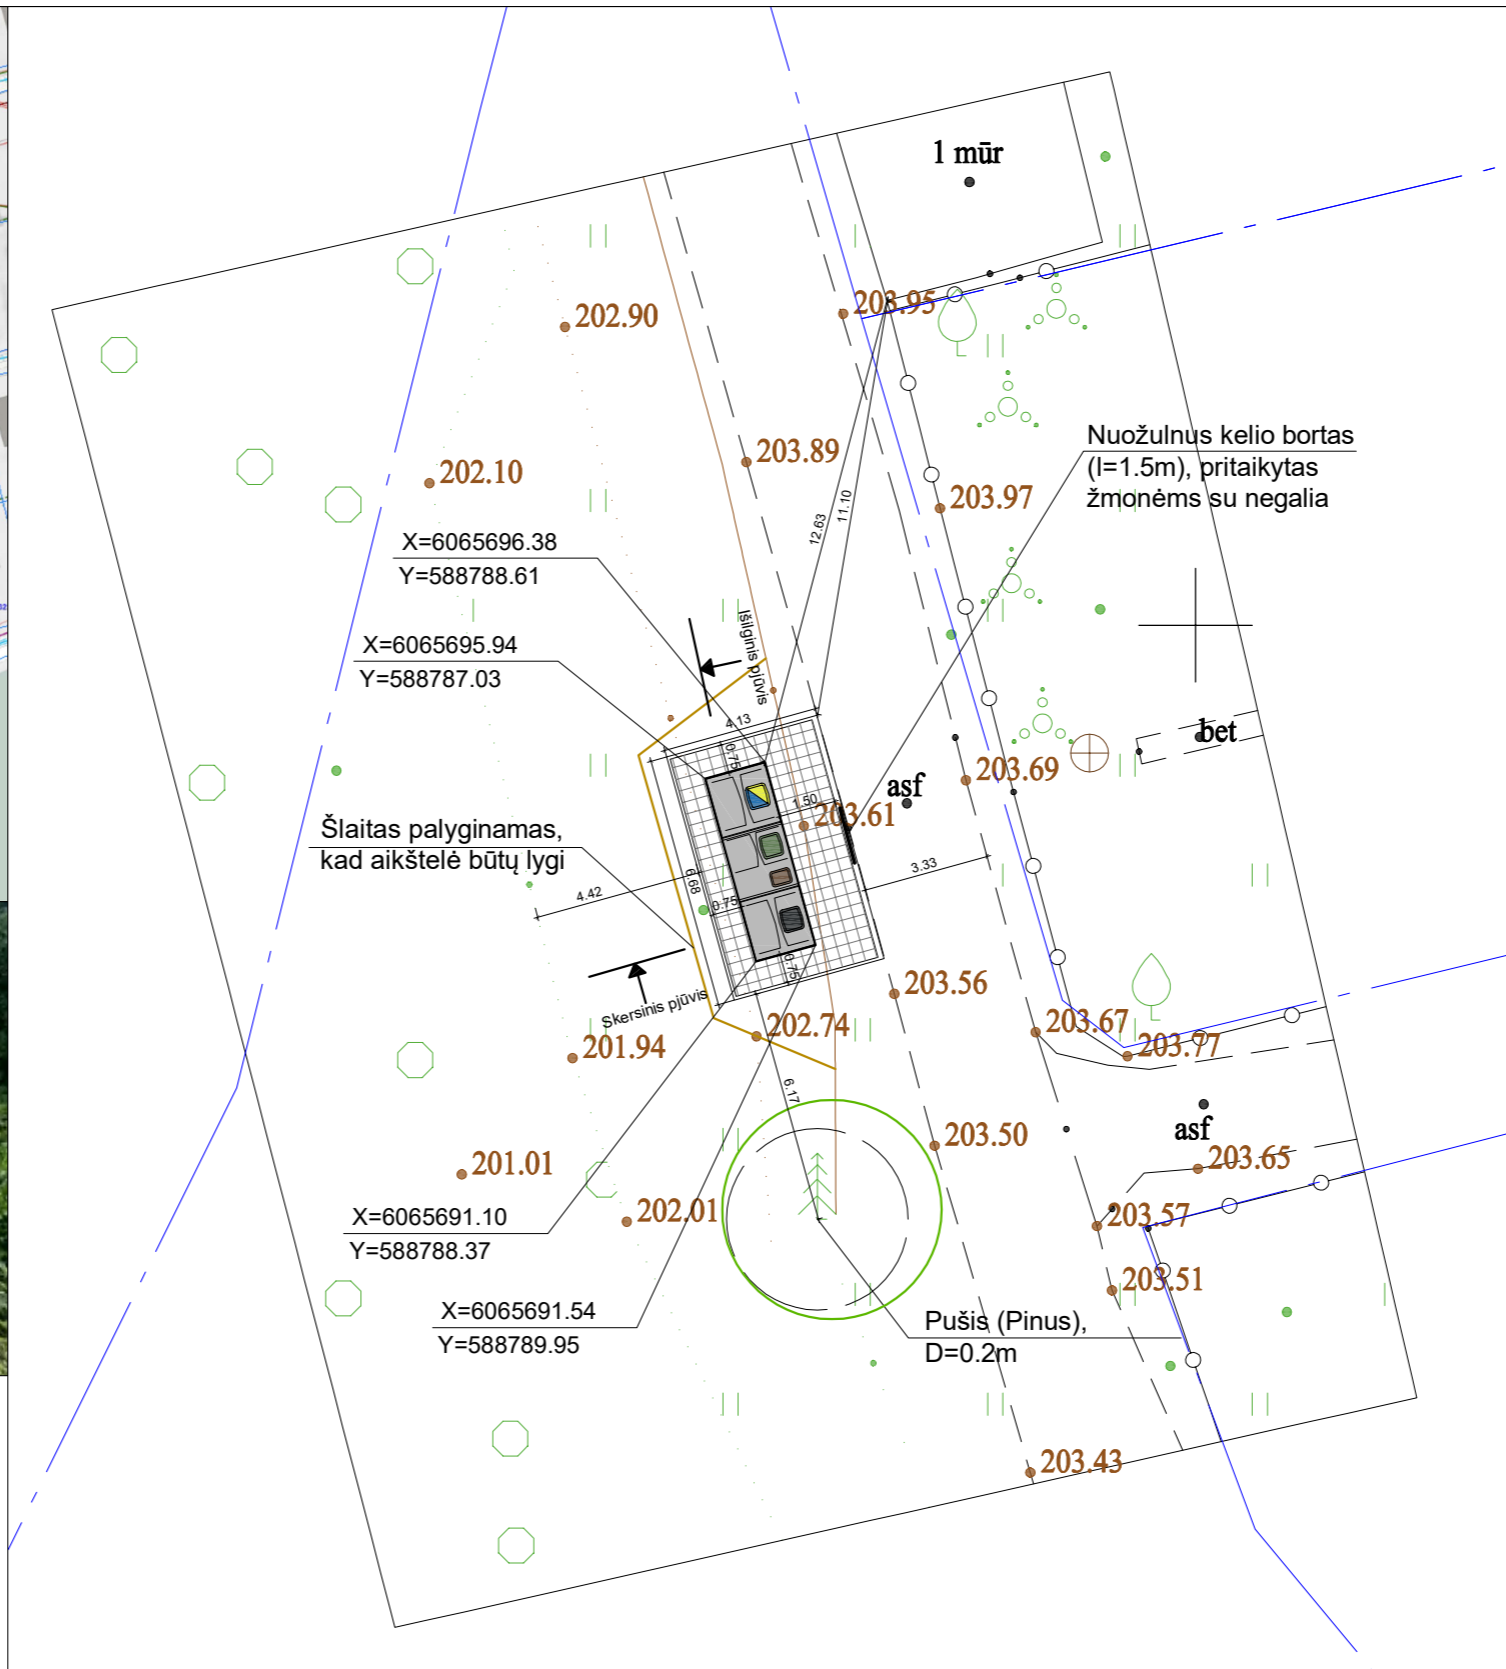 1 mūr
202.90
203.95
203.89
202.10
203.97
Nuožulnus kelio bortas
(l=1.5m), pritaikytas
žmonėms su negalia
12.63
11.10
X=6065696.38
Y=588788.61
Išilginis pjūvis
X=6065695.94
Y=588787.03
4.13
0.75
bet
203.69
asf
1.50
203.61
Šlaitas palyginamas,
kad aikštelė būtų lygi
3.33
4.42
6.68
0.75
0.75
203.56
Skersinis pjūvis
202.74
203.67
201.94
203.77
6.17
asf
203.50
203.65
201.01
202.01
203.57
X=6065691.10
Y=588788.37
203.51
X=6065691.54
Y=588789.95
Pušis (Pinus),
D=0.2m
203.43